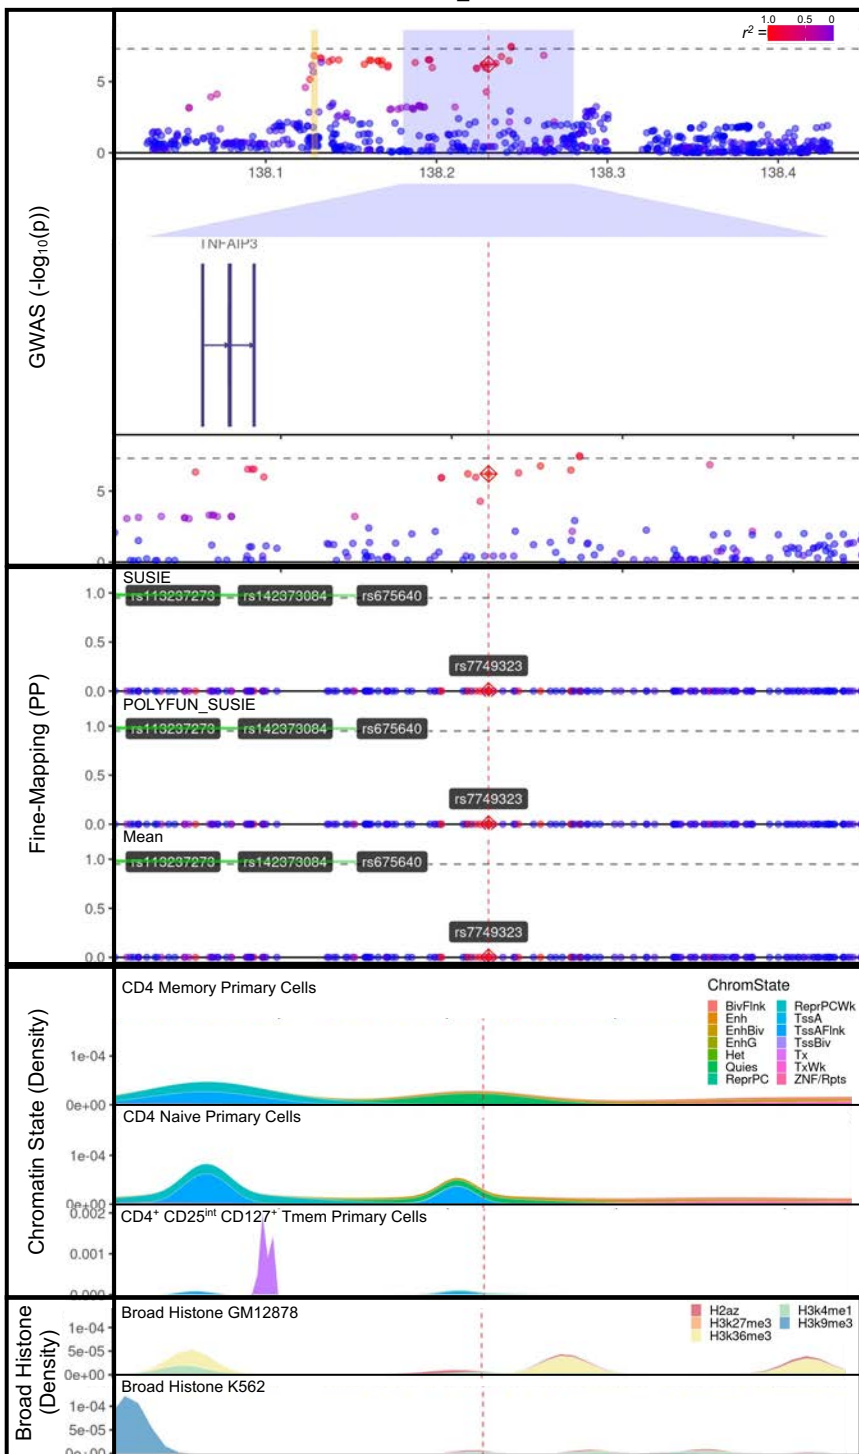 r² = 1.0 0.5 0
5
0
138.1 138.2 138.3 138.4
GWAS (-log₁₀(p))
TNFAIP3
5
0
Fine-Mapping (PP)
SUSIE
1.0
rs113237273 rs142373084 rs675640
0.5
rs7749323
0.0
POLYFUN_SUSIE
1.0
rs113237273 rs142373084 rs675640
0.5
rs7749323
0.0
Mean
1.0
rs113237273 rs142373084 rs675640
0.5
rs7749323
0.0
Chromatin State (Density)
CD4 Memory Primary Cells
ChromState
BivFlnk ReprPCWk
Enh TssA
EnhBiv TssAFlnk
EnhG TssBiv
Het Tx
Quies TxWk
ReprPC ZNF/Rpts
1e-04
0e+00
CD4 Naive Primary Cells
1e-04
0e+00
CD4⁺ CD25ⁱⁿᵗ CD127⁺ Tmem Primary Cells
0.002
0.001
0.000
Broad Histone
(Density)
Broad Histone GM12878
H2az H3k4me1
H3k27me3 H3k9me3
H3k36me3
1e-04
5e-05
0e+00
Broad Histone K562
1e-04
5e-05
0e+00